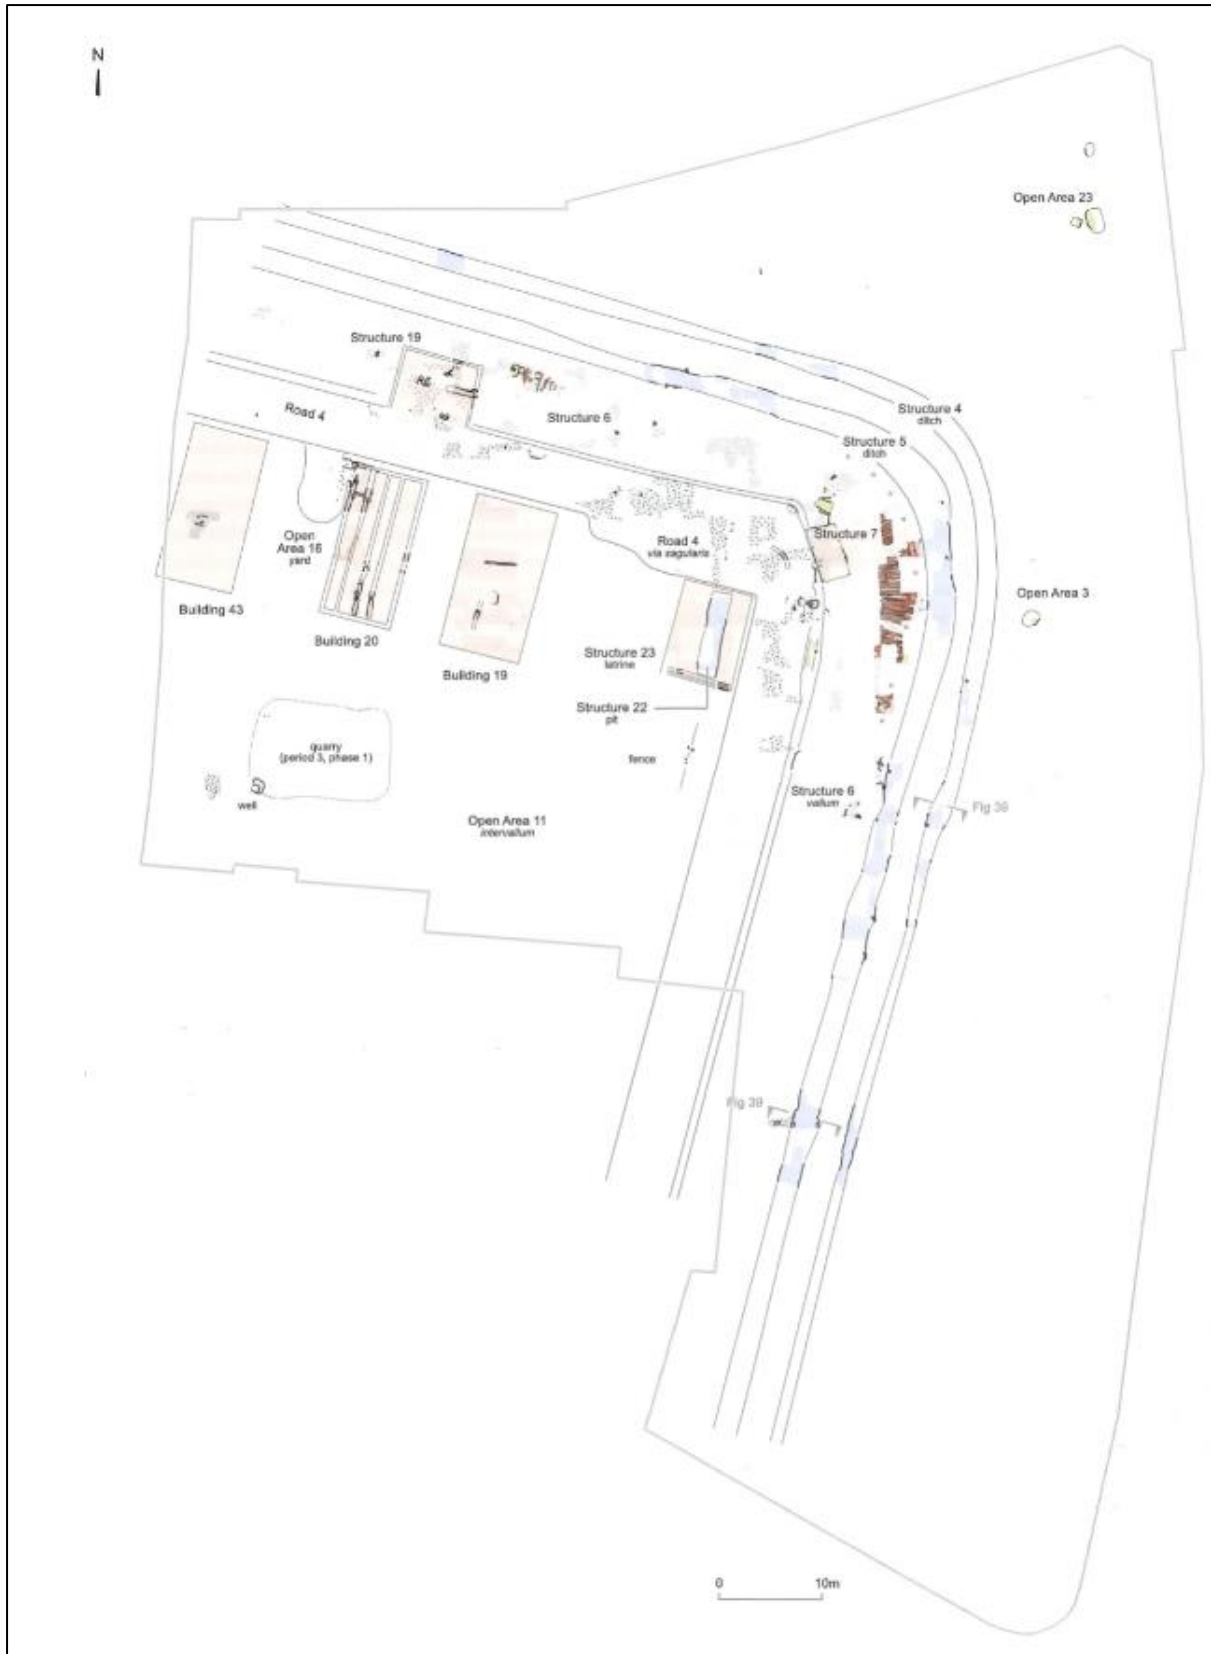 N
Open Area 23
Structure 19
Road 4
Structure 6
Structure 4
ditch
Structure 5
ditch
Open
Area 16
yard
Road 4
via sagularis
Structure 7
Open Area 3
Building 43
Building 20
Building 19
Structure 23
latrine
Structure 22
pit
quarry
(period 3, phase 1)
well
fence
Structure 6
vallum
Fig 39
Open Area 11
intervallum
Fig 39
0 10m